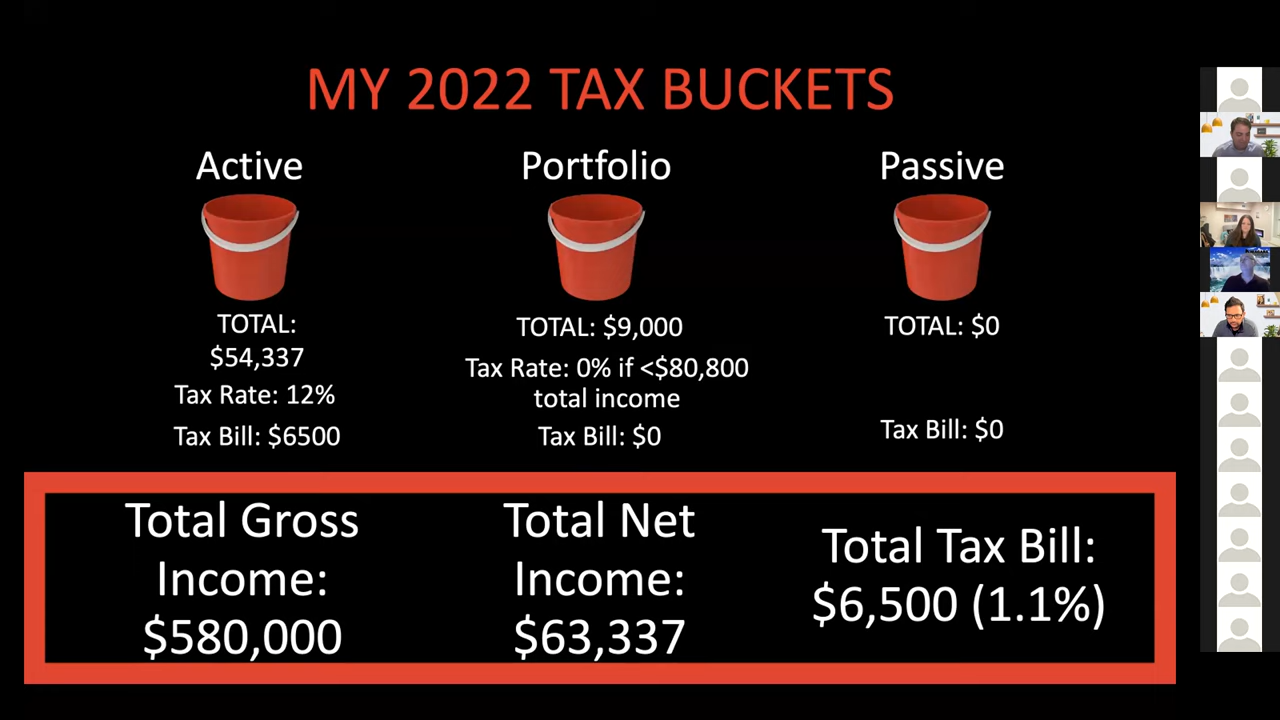 MY 2022 TAX BUCKETS
Active
TOTAL:
$54,337
Tax Rate: 12%
Tax Bill: $6500
Portfolio
TOTAL: $9,000
Tax Rate: 0% if <$80,800
total income
Tax Bill: $0
Passive
TOTAL: $0
Tax Bill: $0
Total Gross
Income:
$580,000
Total Net
Income:
$63,337
Total Tax Bill:
$6,500 (1.1%)